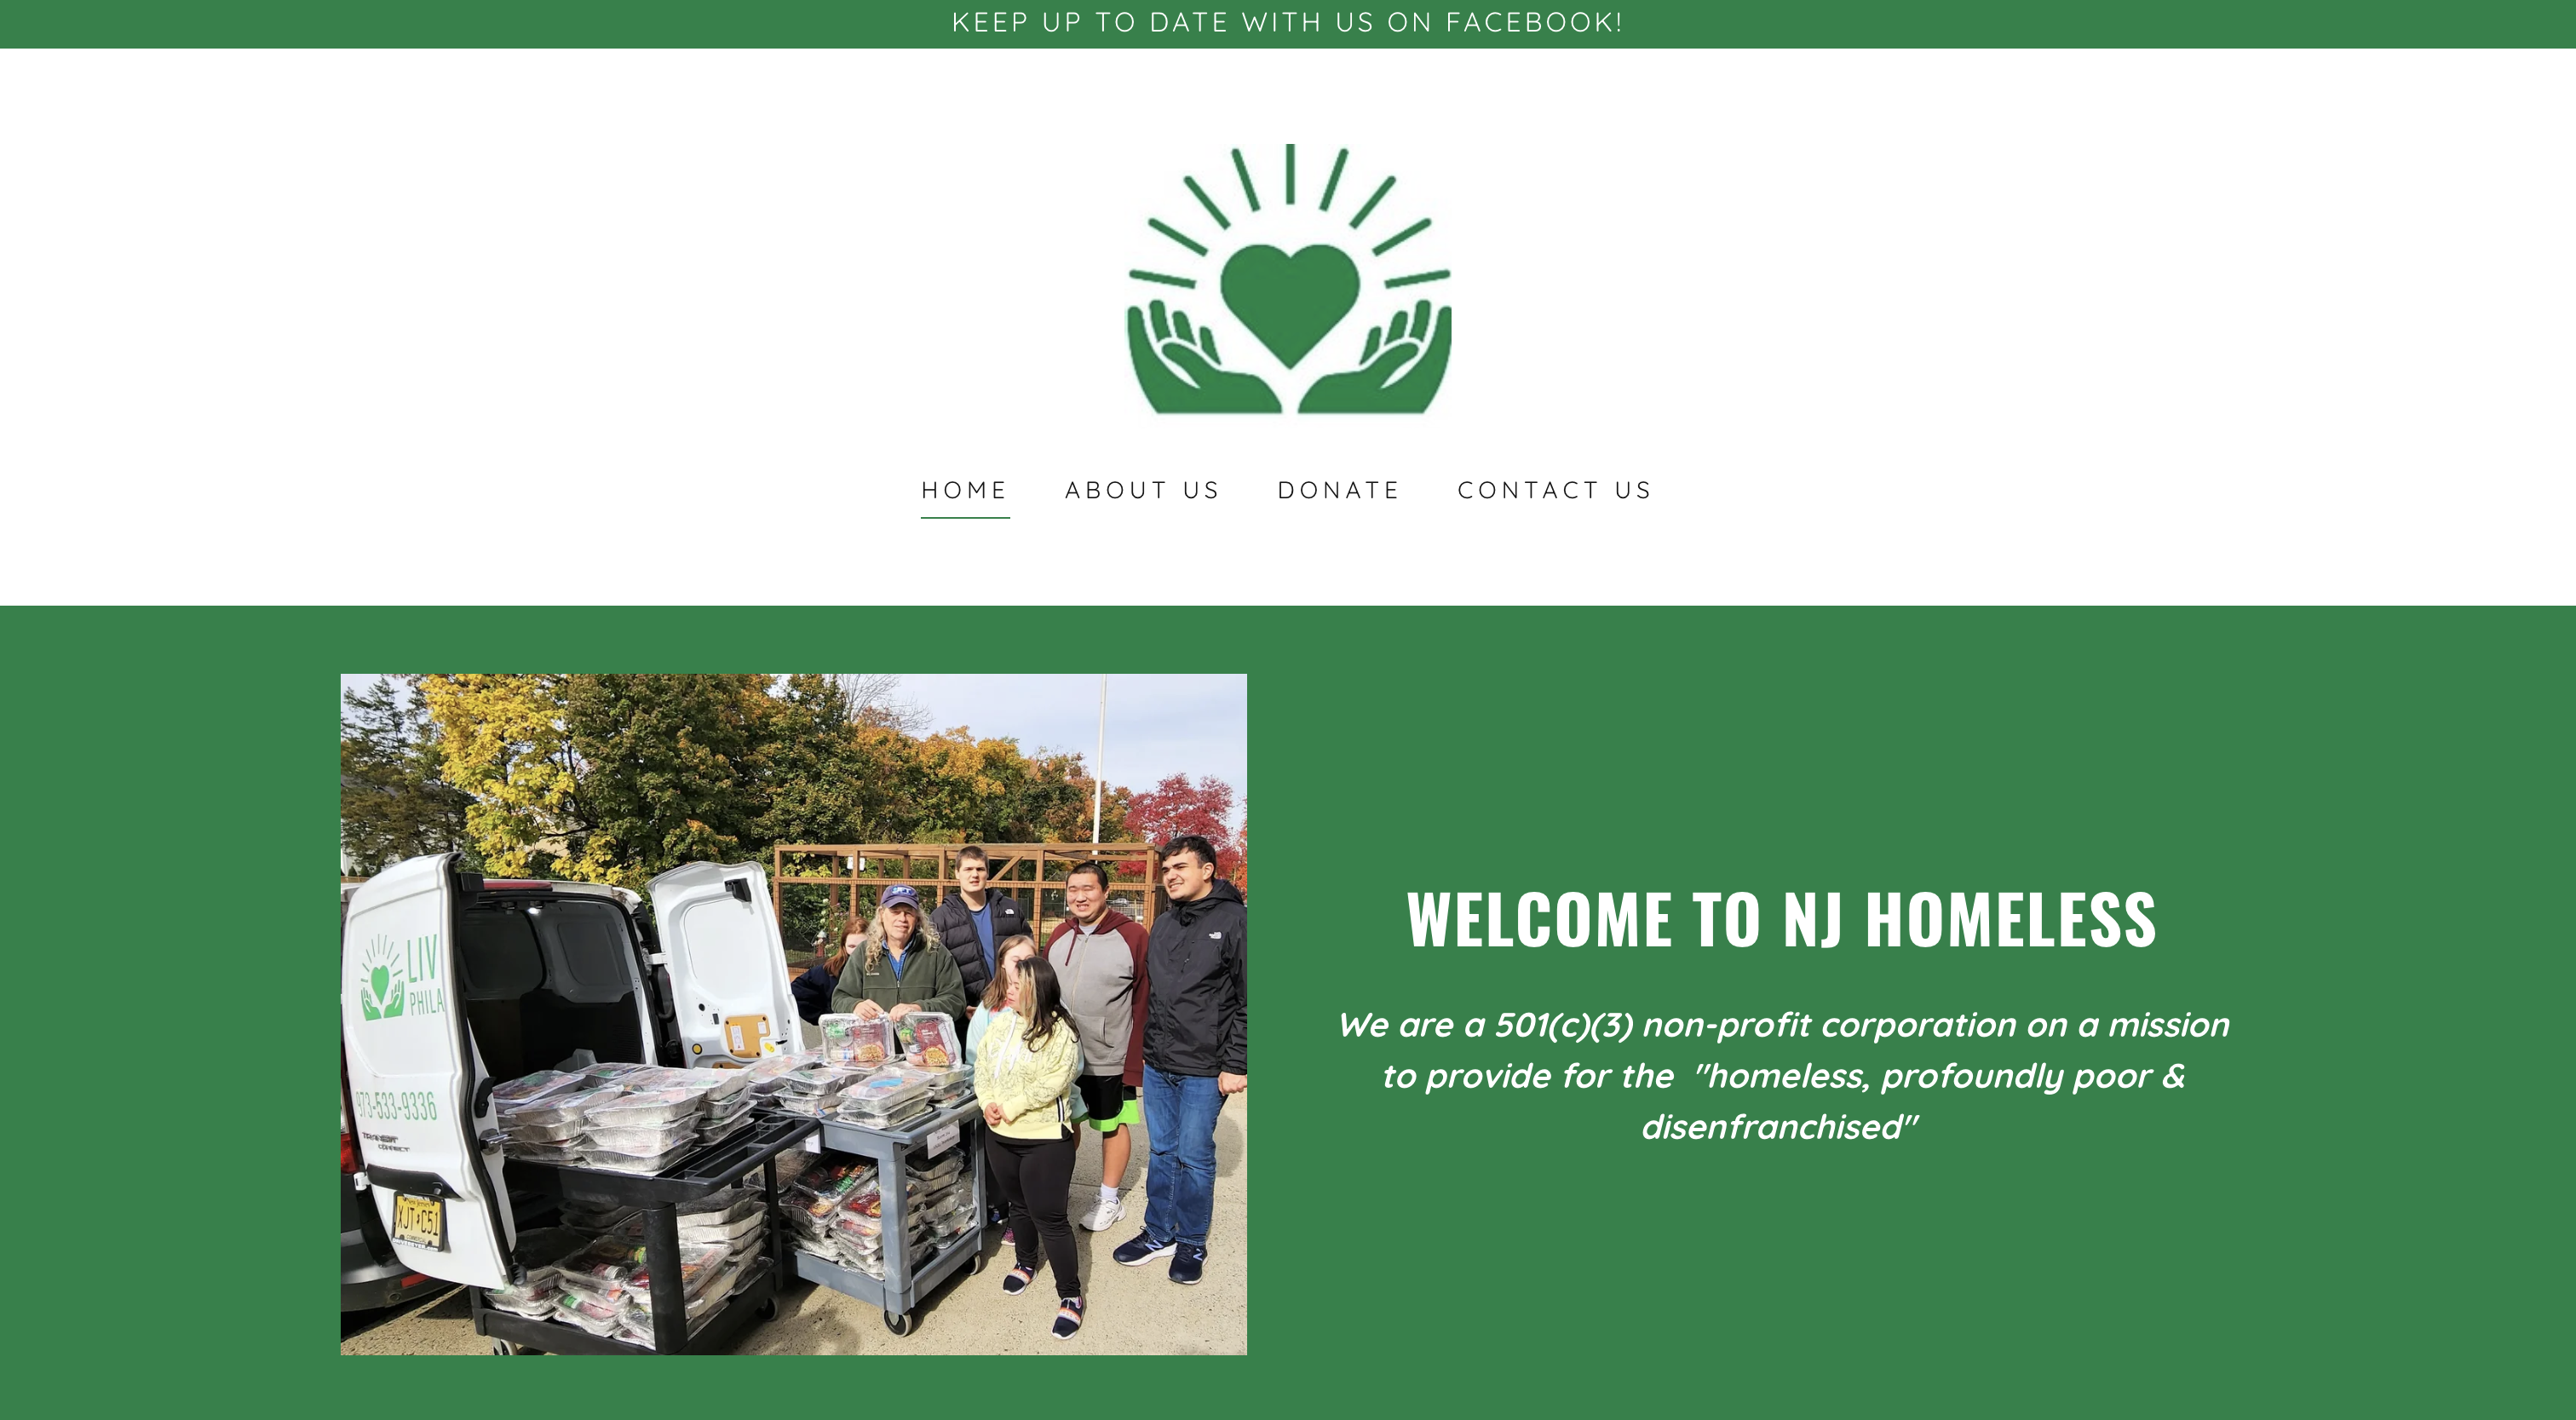 KEEP UP TO DATE WITH US ON FACEBOOK!
HOME ABOUT US DONATE CONTACT US
LIV
PHILA
973-533-9336
TRANSIT
CONNECT
XJT C51
WELCOME TO NJ HOMELESS
We are a 501(c)(3) non-profit corporation on a mission
to provide for the "homeless, profoundly poor &
disenfranchised"